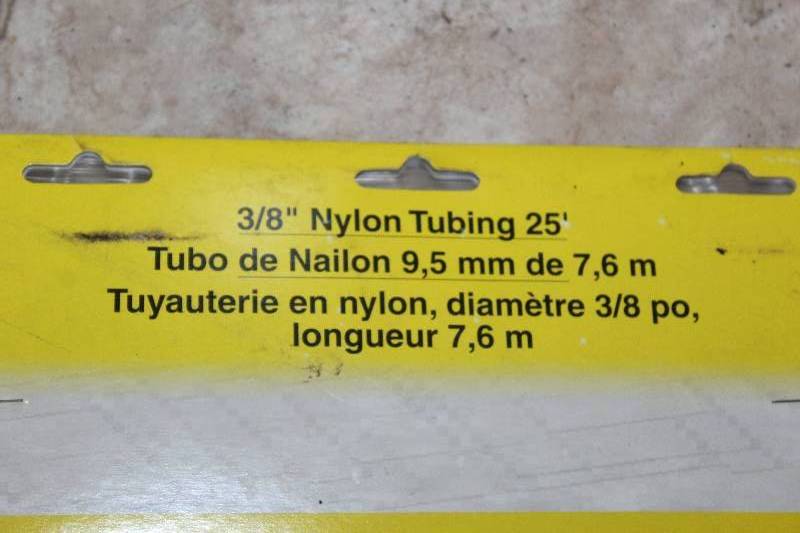 3/8" Nylon Tubing 25'
Tubo de Nailon 9,5 mm de 7,6 m
Tuyauterie en nylon, diamètre 3/8 po,
longueur 7,6 m